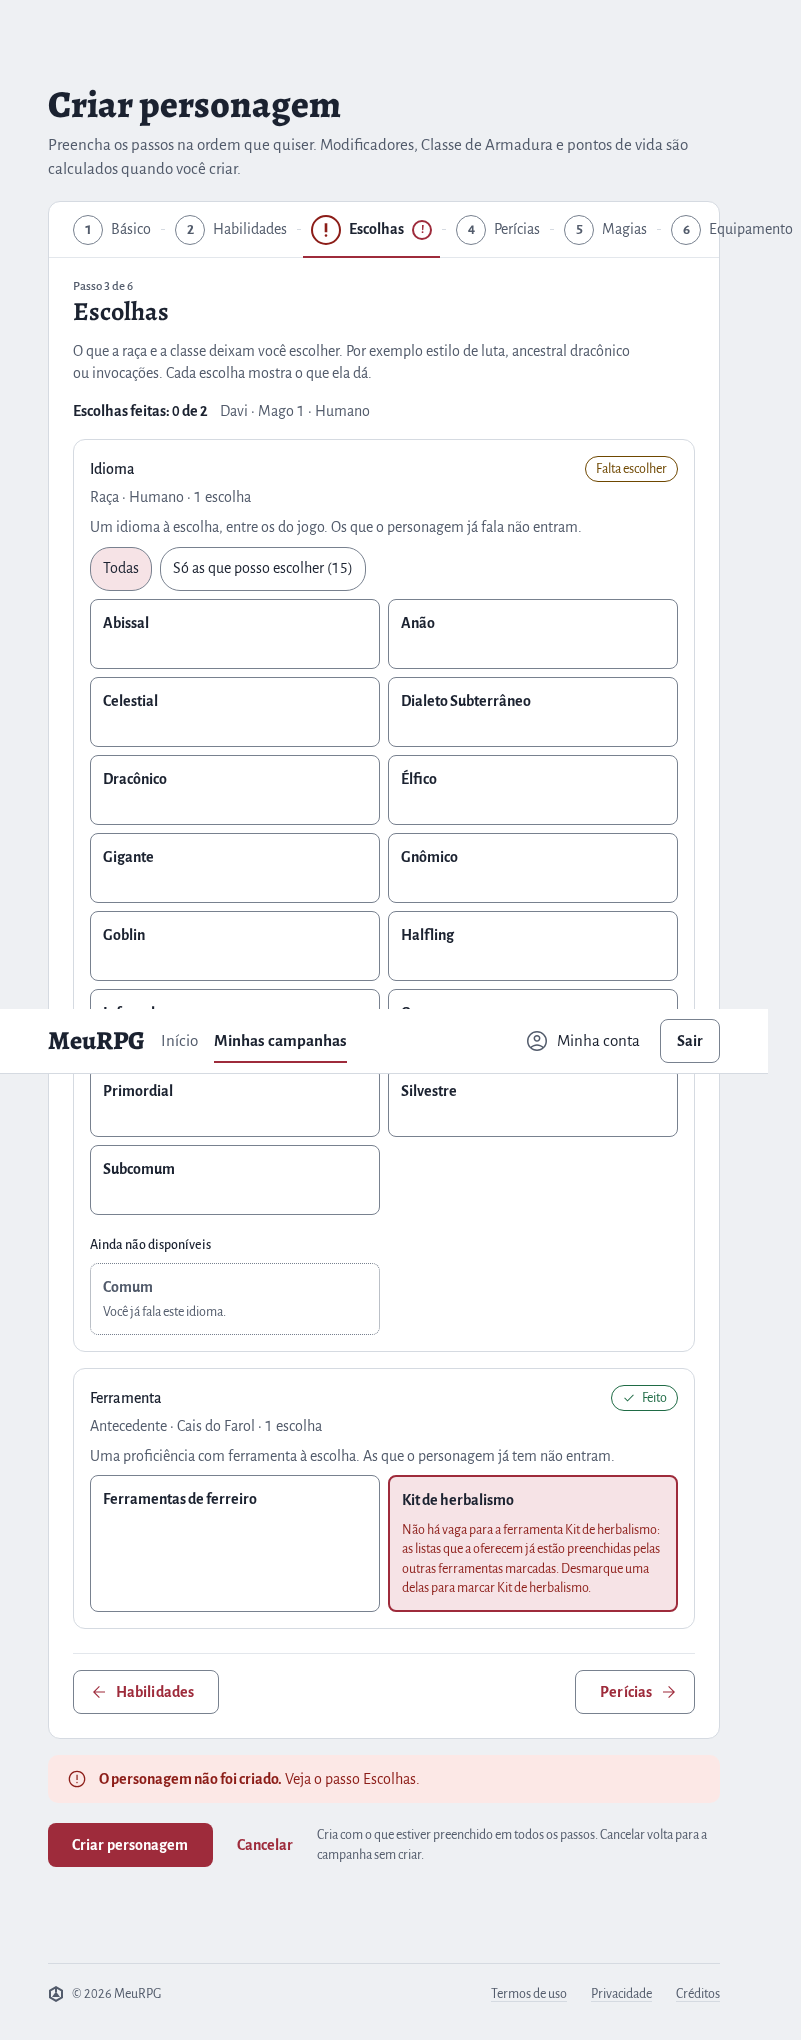 Criar personagem
Preencha os passos na ordem que quiser. Modificadores, Classe de Armadura e pontos de vida são
calculados quando você criar.
1 Básico - 2 Habilidades - ! Escolhas ! - 4 Perícias - 5 Magias - 6 Equipamento
Passo 3 de 6
Escolhas
O que a raça e a classe deixam você escolher. Por exemplo estilo de luta, ancestral dracônico
ou invocações. Cada escolha mostra o que ela dá.
Escolhas feitas: 0 de 2 Davi · Mago 1 · Humano
Idioma Falta escolher
Raça · Humano · 1 escolha
Um idioma à escolha, entre os do jogo. Os que o personagem já fala não entram.
Todas Só as que posso escolher (15)
Abissal Anão
Celestial Dialeto Subterrâneo
Dracônico Élfico
Gigante Gnômico
Goblin Halfling
MeuRPG Início Minhas campanhas Minha conta Sair
Primordial Silvestre
Subcomum
Ainda não disponíveis
Comum
Você já fala este idioma.
Ferramenta Feito
Antecedente · Cais do Farol · 1 escolha
Uma proficiência com ferramenta à escolha. As que o personagem já tem não entram.
Ferramentas de ferreiro Kit de herbalismo
Não há vaga para a ferramenta Kit de herbalismo:
as listas que a oferecem já estão preenchidas pelas
outras ferramentas marcadas. Desmarque uma
delas para marcar Kit de herbalismo.
Habilidades Perícias
O personagem não foi criado. Veja o passo Escolhas.
Criar personagem Cancelar Cria com o que estiver preenchido em todos os passos. Cancelar volta para a
campanha sem criar.
© 2026 MeuRPG Termos de uso Privacidade Créditos